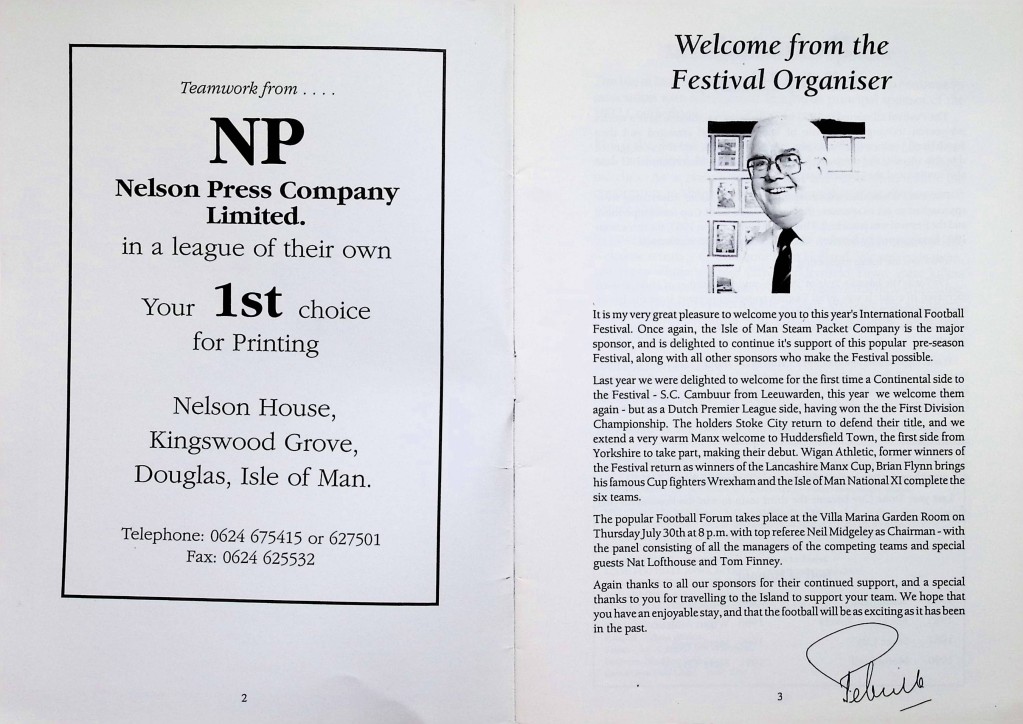 Teamwork from . . . .
NP
Nelson Press Company
Limited.
in a league of their own
Your 1st choice
for Printing
Nelson House,
Kingswood Grove,
Douglas, Isle of Man.
Telephone: 0624 675415 or 627501
Fax: 0624 625532
2
Welcome from the
Festival Organiser
It is my very great pleasure to welcome you to this year's International Football
Festival. Once again, the Isle of Man Steam Packet Company is the major
sponsor, and is delighted to continue it's support of this popular pre-season
Festival, along with all other sponsors who make the Festival possible.
Last year we were delighted to welcome for the first time a Continental side to
the Festival - S.C. Cambuur from Leeuwarden, this year we welcome them
again - but as a Dutch Premier League side, having won the the First Division
Championship. The holders Stoke City return to defend their title, and we
extend a very warm Manx welcome to Huddersfield Town, the first side from
Yorkshire to take part, making their debut. Wigan Athletic, former winners of
the Festival return as winners of the Lancashire Manx Cup, Brian Flynn brings
his famous Cup fighters Wrexham and the Isle of Man National XI complete the
six teams.
The popular Football Forum takes place at the Villa Marina Garden Room on
Thursday July 30th at 8 p.m. with top referee Neil Midgeley as Chairman - with
the panel consisting of all the managers of the competing teams and special
guests Nat Lofthouse and Tom Finney.
Again thanks to all our sponsors for their continued support, and a special
thanks to you for travelling to the Island to support your team. We hope that
you have an enjoyable stay, and that the football will be as exciting as it has been
in the past.
3